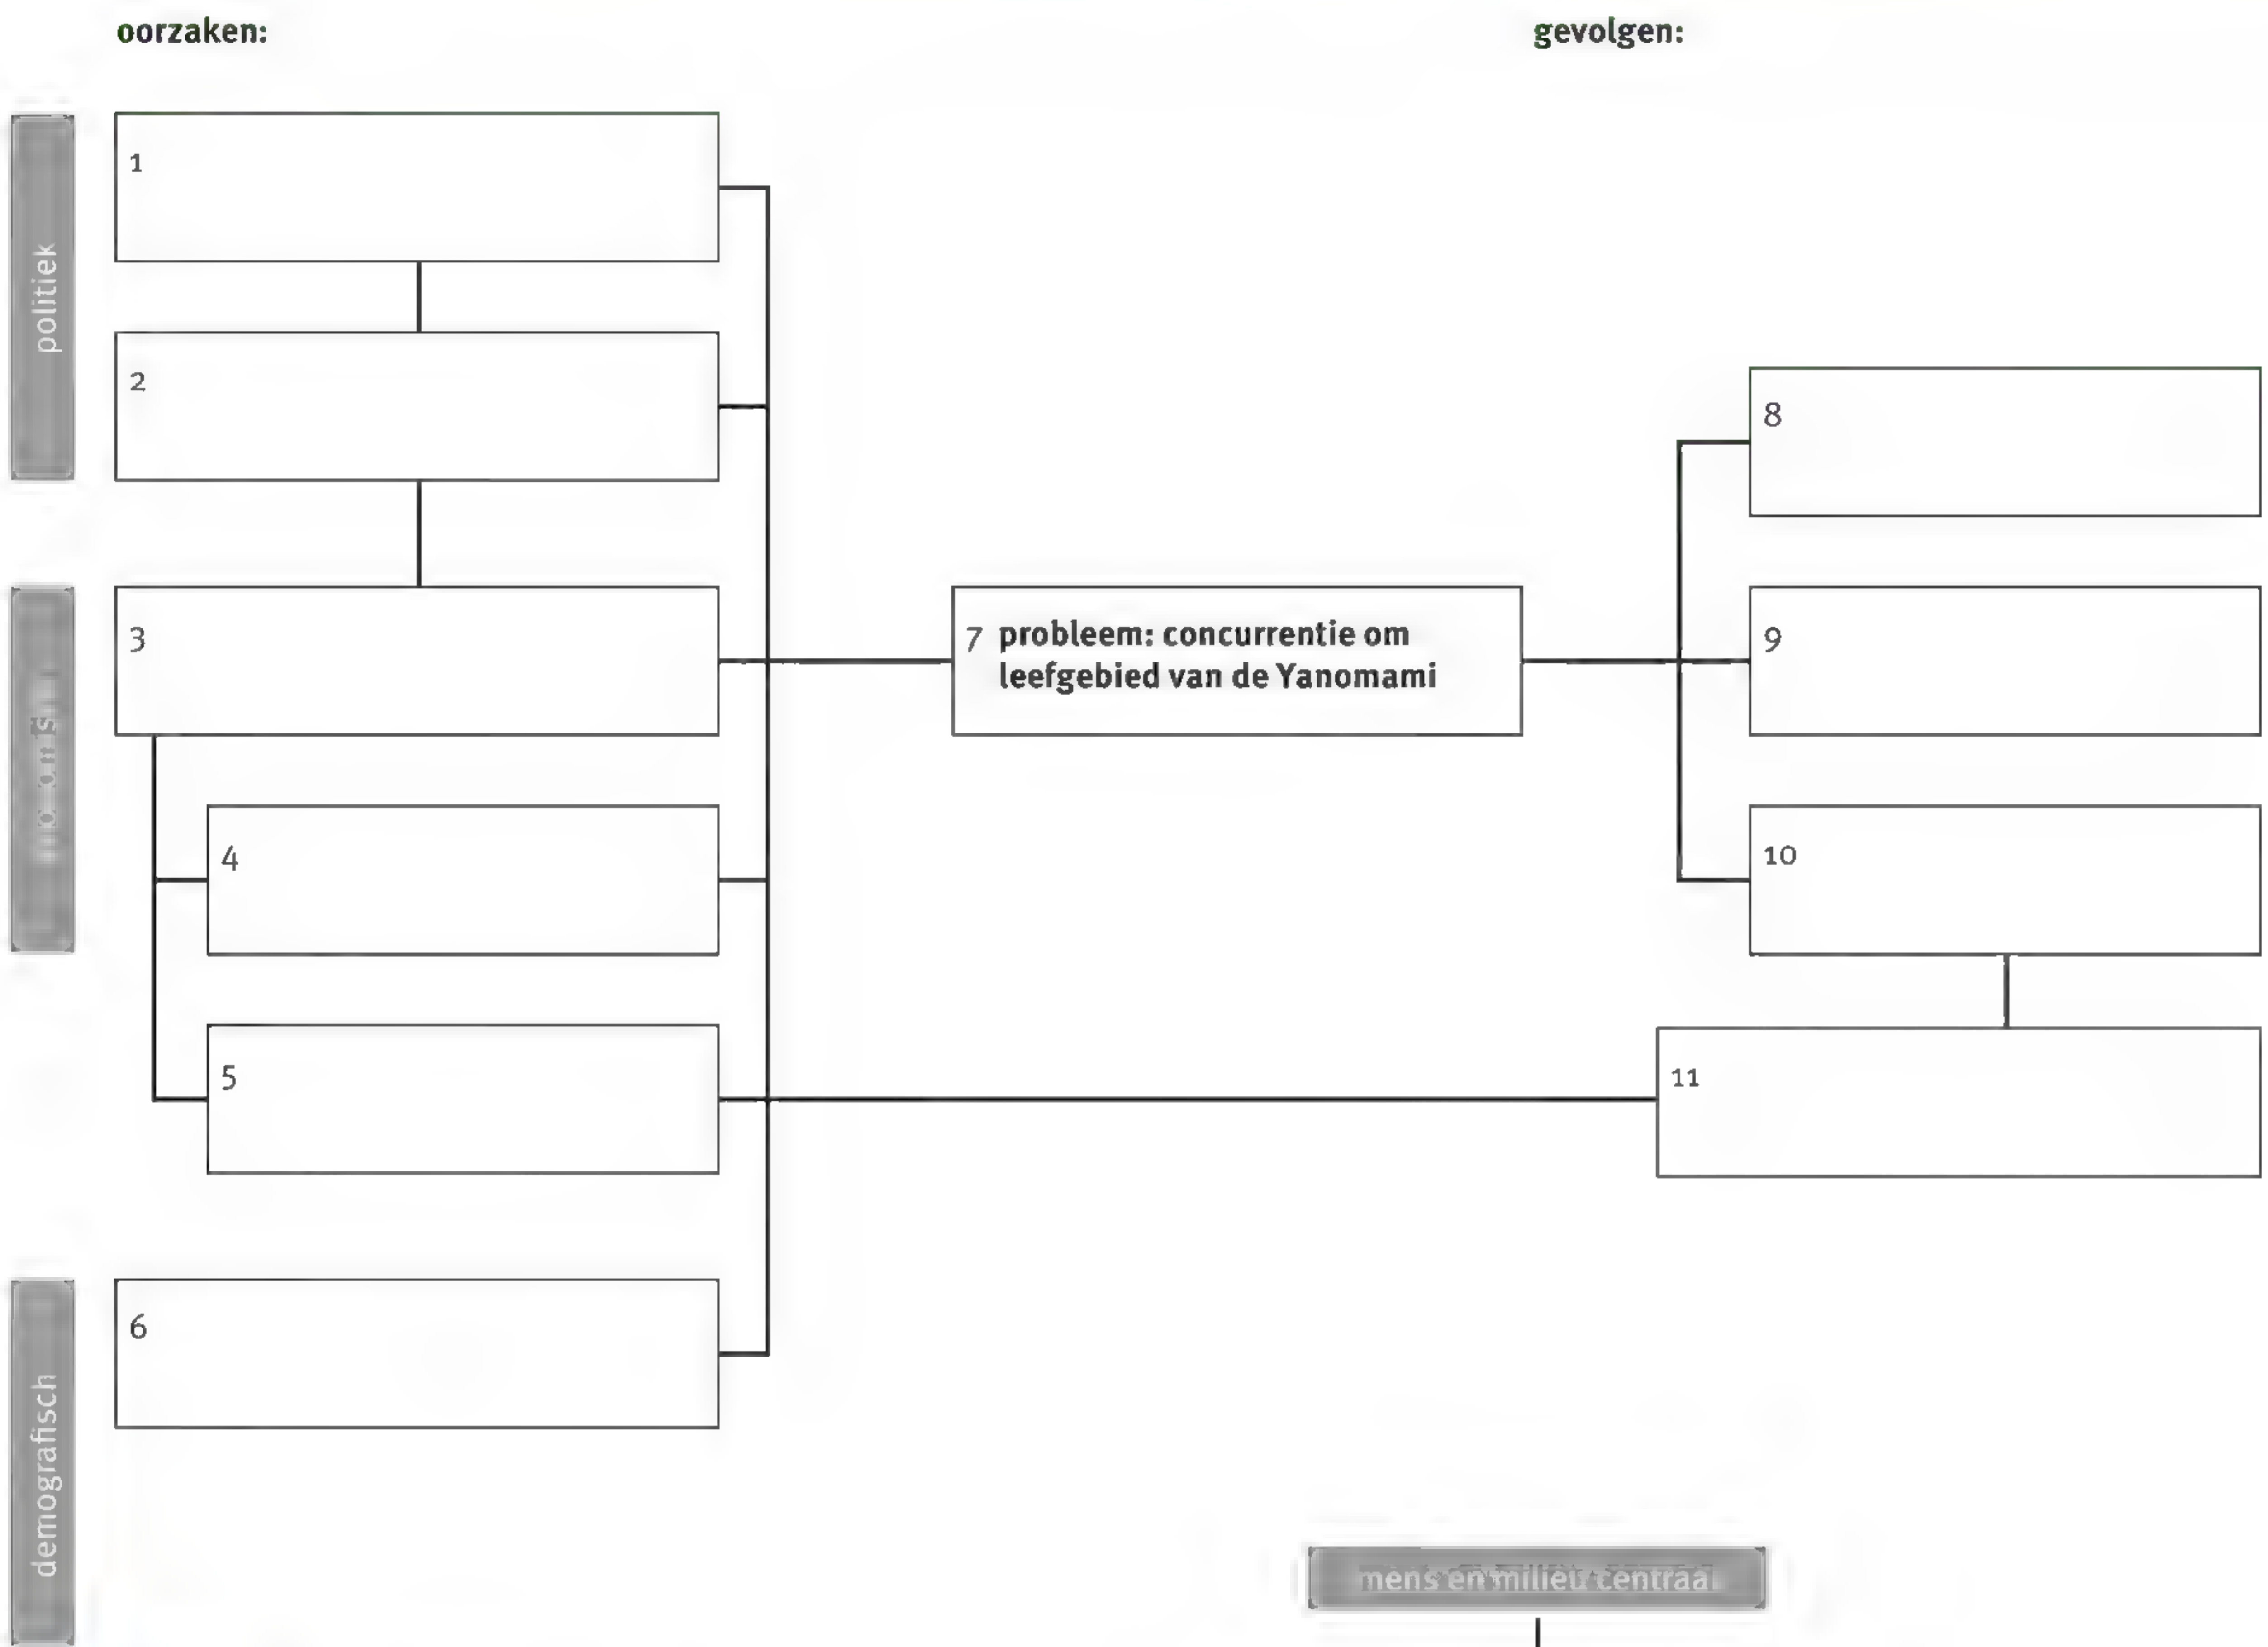 oorzaken:
gevolgen:
politiek
1
2
3
4
5
6
7 probleem: concurrentie om
leefgebied van de Yanomami
8
9
10
11
demografisch
mens en milieu centraal